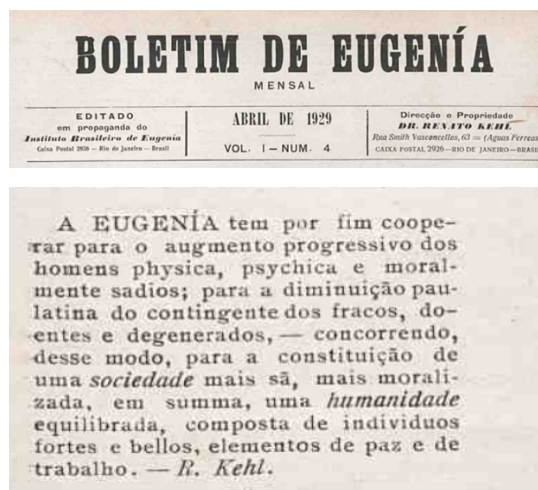 BOLETIM DE EUGENÍA
MENSAL
EDITADO
em propaganda do
Instituto Brasileiro de Eugenia
Caixa Postal 2926 — Rio de Janeiro — Brasil
ABRIL DE 1929
VOL. I — NUM. 4
Direcção e Propriedade
DR. RENATO KEHL
Rua Smith Vasconcellos, 63 — (Aguas Ferreas
CAIXA POSTAL 2926 — RIO DE JANEIRO — BRASI
A EUGENÍA tem por fim coope-
rar para o augmento progressivo dos
homens physica, psychica e moral-
mente sadios; para a diminuição pau-
latina do contingente dos fracos, do-
entes e degenerados, — concorrendo,
desse modo, para a constituição de
uma sociedade mais sã, mais morali-
zada, em summa, uma humanidade
equilibrada, composta de individuos
fortes e bellos, elementos de paz e de
trabalho. — R. Kehl.